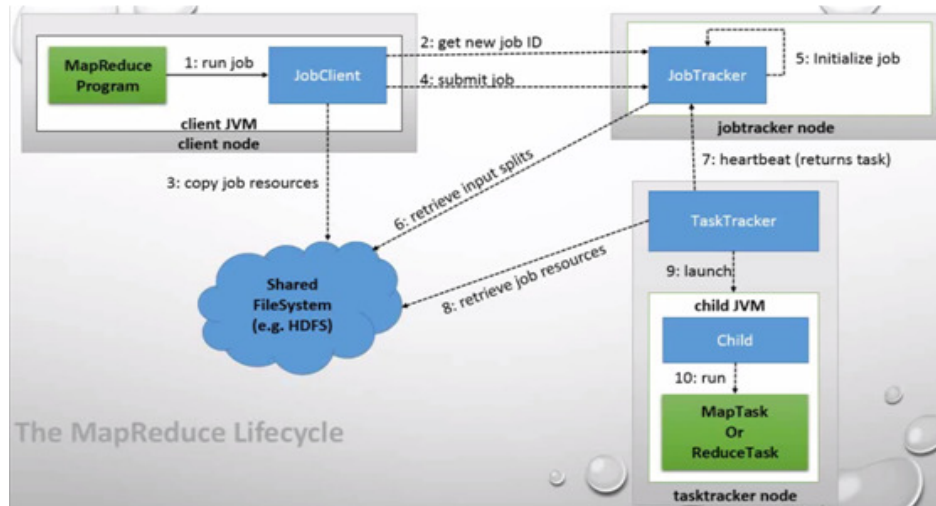 MapReduce
Program
1: run job
JobClient
client JVM
client node
2: get new job ID
4: submit job
JobTracker
5: Initialize job
jobtracker node
3: copy job resources
6: retrieve input splits
7: heartbeat (returns task)
Shared
FileSystem
(e.g. HDFS)
8: retrieve job resources
TaskTracker
9: launch
child JVM
Child
10: run
MapTask
Or
ReduceTask
tasktracker node
The MapReduce Lifecycle